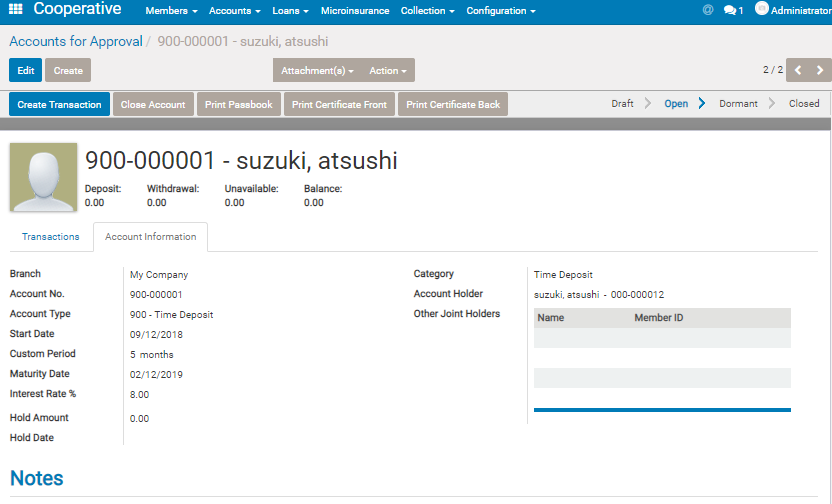 Cooperative Members Accounts Loans Microinsurance Collection Configuration @ 1 Administrator
Accounts for Approval / 900-000001 - suzuki, atsushi
Edit Create Attachment(s) Action 2 / 2
Create Transaction Close Account Print Passbook Print Certificate Front Print Certificate Back Draft Open Dormant Closed
900-000001 - suzuki, atsushi
Deposit: Withdrawal: Unavailable: Balance:
0.00 0.00 0.00 0.00
Transactions Account Information
Branch My Company Category Time Deposit
Account No. 900-000001 Account Holder suzuki, atsushi - 000-000012
Account Type 900 - Time Deposit Other Joint Holders Name Member ID
Start Date 09/12/2018
Custom Period 5 months
Maturity Date 02/12/2019
Interest Rate % 8.00
Hold Amount 0.00
Hold Date
Notes